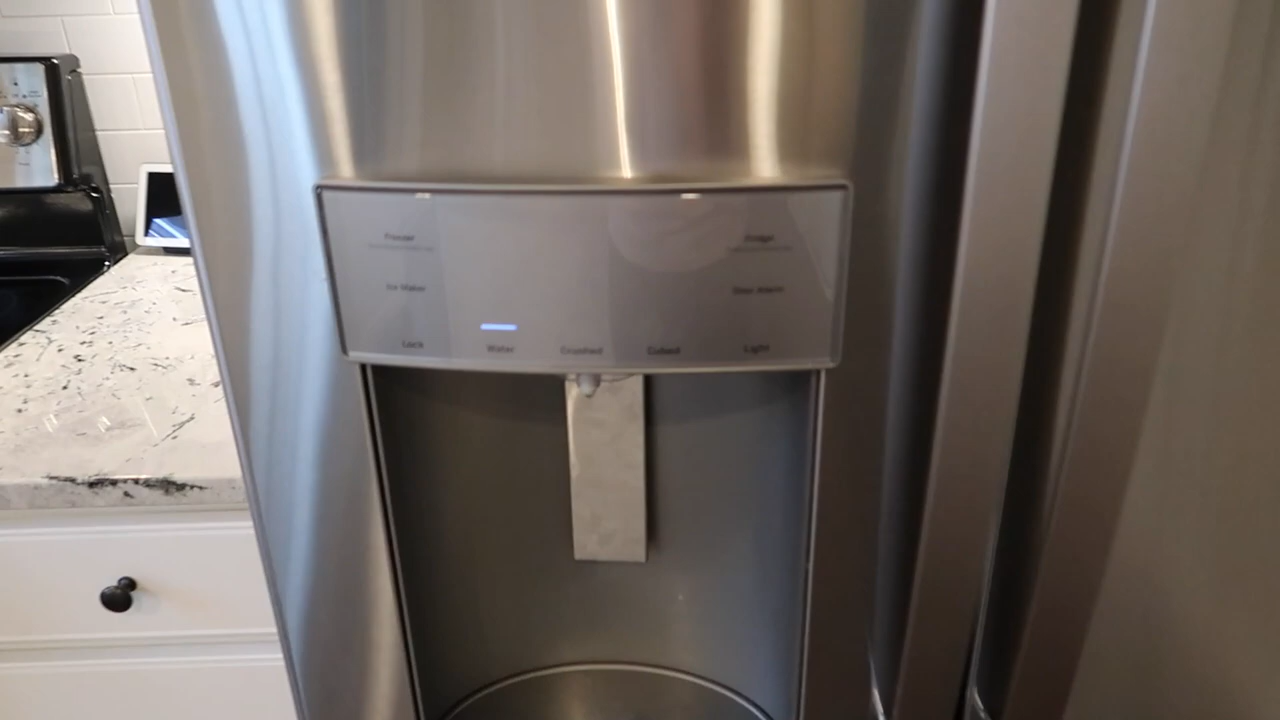 Freezer
Fridge
Ice Maker
Door Alarm
Lock
Water
Crushed
Cubed
Light